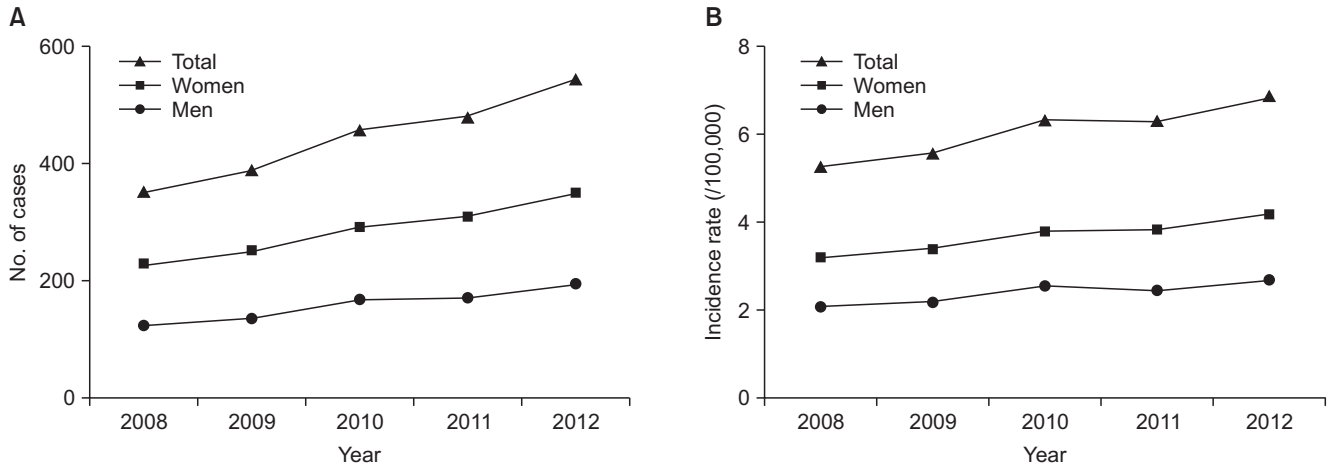 A
600
400
200
0
No. of cases
Total
Women
Men
2008 2009 2010 2011 2012
Year
B
8
6
4
2
0
Incidence rate (/100,000)
Total
Women
Men
2008 2009 2010 2011 2012
Year